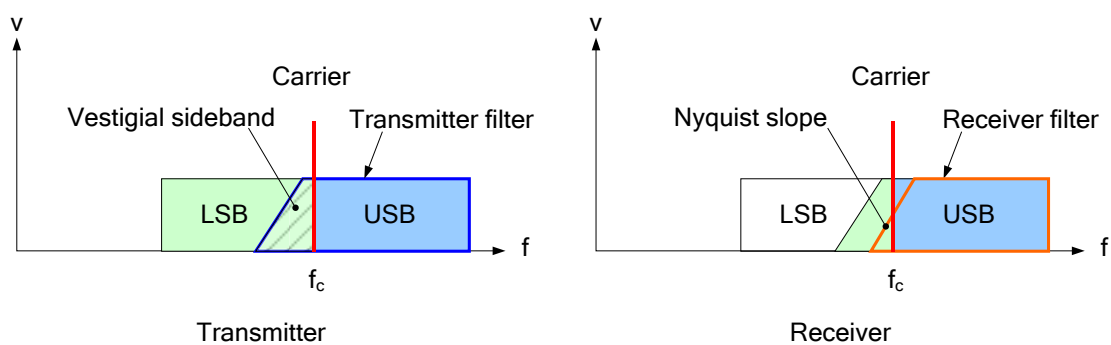 v
Carrier
Vestigial sideband
Transmitter filter
LSB
USB
f
fc
Transmitter
v
Carrier
Nyquist slope
Receiver filter
LSB
USB
f
fc
Receiver